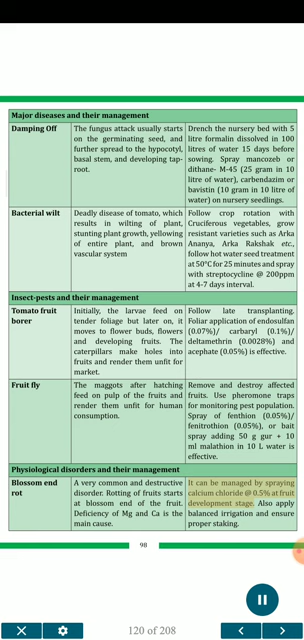 Major diseases and their management
Damping Off
The fungus attack usually starts
on the germinating seed, and
further spread to the hypocotyl,
basal stem, and developing tap-
root.
Drench the nursery bed with 5
litre formalin dissolved in 100
litres of water 15 days before
sowing. Spray mancozeb or
dithane- M-45 (25 gram in 10
litre of water), carbendazim or
bavistin (10 gram in 10 litre of
water) on nursery seedlings.
Bacterial wilt
Deadly disease of tomato, which
results in wilting of plant,
stunting plant growth, yellowing
of entire plant, and brown
vascular system
Follow crop rotation with
Cruciferous vegetables, grow
resistant varieties such as Arka
Ananya, Arka Rakshak etc.,
follow hot water seed treatment
at 50°C for 25 minutes and spray
with streptocycline @ 200ppm
at 4-7 days interval.
Insect-pests and their management
Tomato fruit
borer
Initially, the larvae feed on
tender foliage but later on, it
moves to flower buds, flowers
and developing fruits. The
caterpillars make holes into
fruits and render them unfit for
market.
Follow late transplanting.
Foliar application of endosulfan
(0.07%)/ carbaryl (0.1%)/
deltamethrin (0.0028%) and
acephate (0.05%) is effective.
Fruit fly
The maggots after hatching
feed on pulp of the fruits and
render them unfit for human
consumption.
Remove and destroy affected
fruits. Use pheromone traps
for monitoring pest population.
Spray of fenthion (0.05%)/
fenitrothion (0.05%), or bait
spray adding 50 g gur + 10
ml malathion in 10 L water is
effective.
Physiological disorders and their management
Blossom end
rot
A very common and destructive
disorder. Rotting of fruits starts
at blossom end of the fruit.
Deficiency of Mg and Ca is the
main cause.
It can be managed by spraying
calcium chloride @ 0.5% at fruit
development stage. Also apply
balanced irrigation and ensure
proper staking.
98
120 of 208